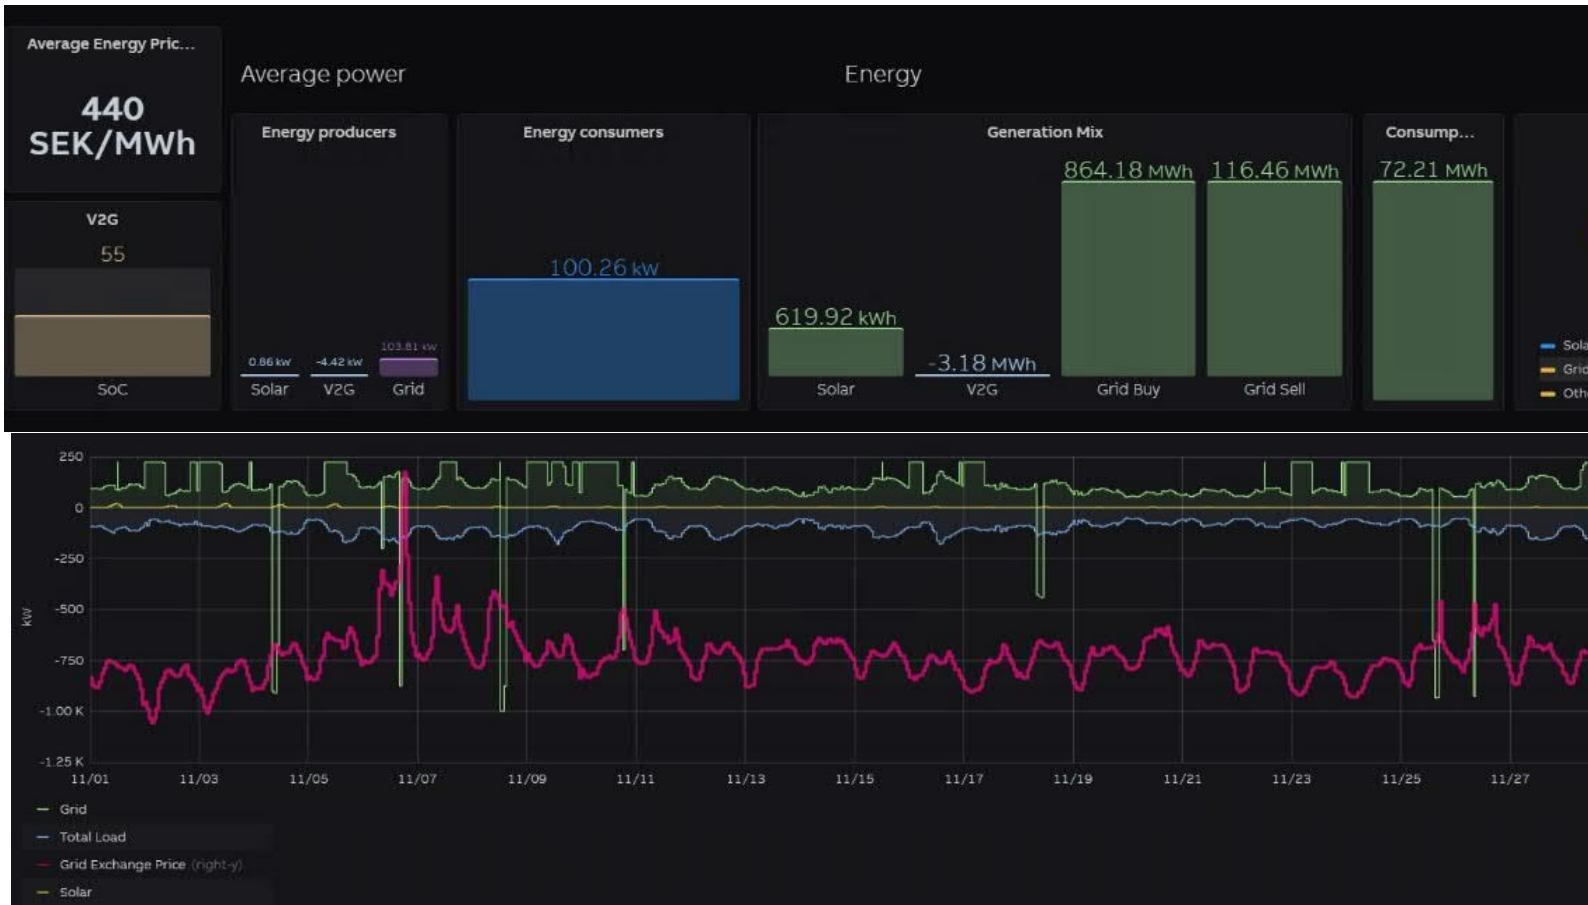 Average Energy Pric...
440
SEK/MWh
V2G
55
SoC
Average power
Energy
Energy producers
0.86 kW
-4.42 kW
103.81 kW
Solar
V2G
Grid
Energy consumers
100.26 kW
Generation Mix
619.92 kWh
-3.18 MWh
864.18 MWh
116.46 MWh
Solar
V2G
Grid Buy
Grid Sell
Consump...
72.21 MWh
Sola
Grid
Oth
250
0
-250
-500
-750
-1.00 K
-1.25 K
kW
11/01
11/03
11/05
11/07
11/09
11/11
11/13
11/15
11/17
11/19
11/21
11/23
11/25
11/27
Grid
Total Load
Grid Exchange Price (right-y)
Solar